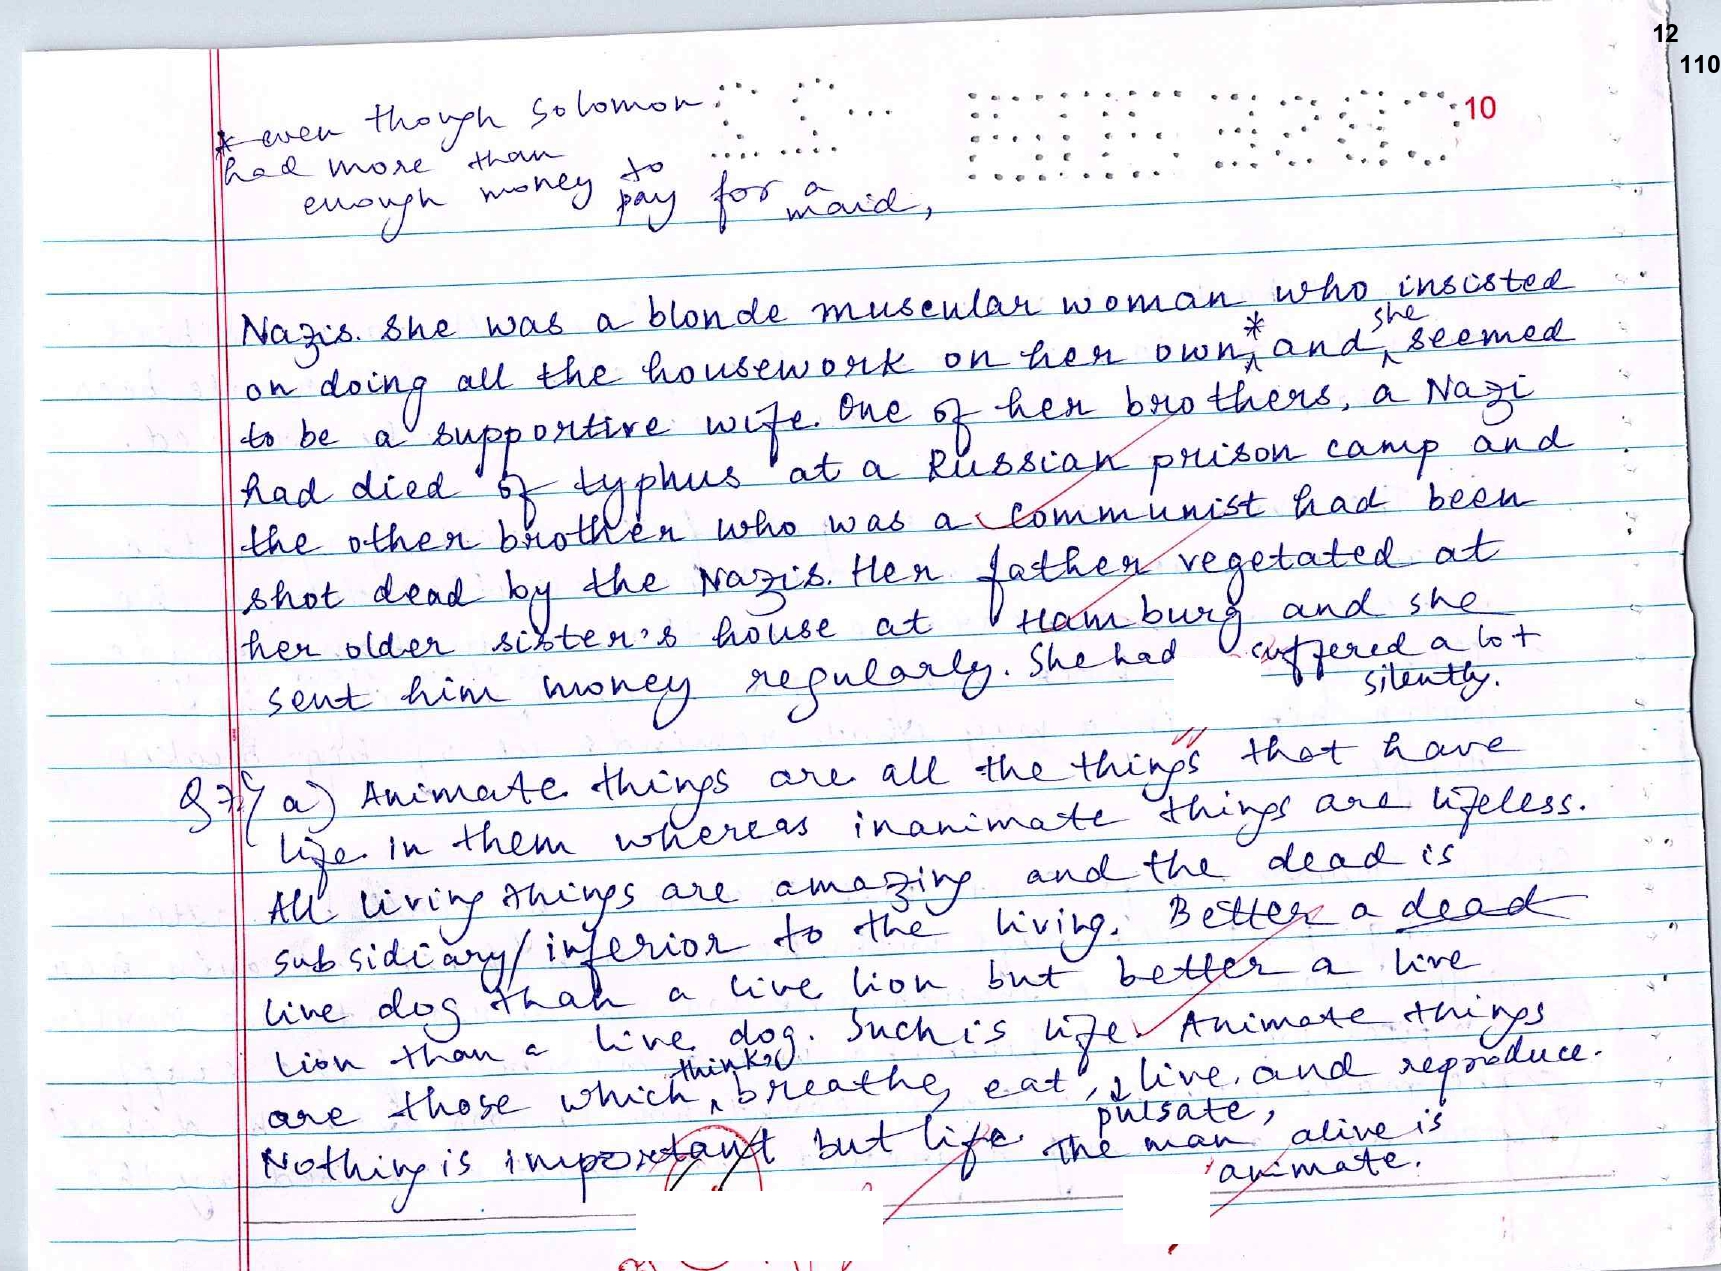 12
110
10
* even though Solomon
had more than
enough money to
pay for a
maid,
Nazis. She was a blonde muscular woman who insisted
on doing all the housework on her own,* and she seemed
to be a supportive wife. One of her brothers, a Nazi
had died of typhus at a Russian prison camp and
the other brother who was a Communist had been
shot dead by the Nazis. Her father vegetated at
her older sister's house at Hamburg and she
sent him money regularly. She had suffered a lot
silently.
Q7/ (a) Animate things are all the things that have
life in them whereas inanimate things are lifeless.
All living things are amazing and the dead is
subsidiary/inferior to the living. Better a dead
live dog than a live lion but better a live
lion than a live dog. Such is life. Animate things
are those which think, breathe, eat, live, and reproduce.
pulsate,
Nothing is important but life. The man alive is
animate.